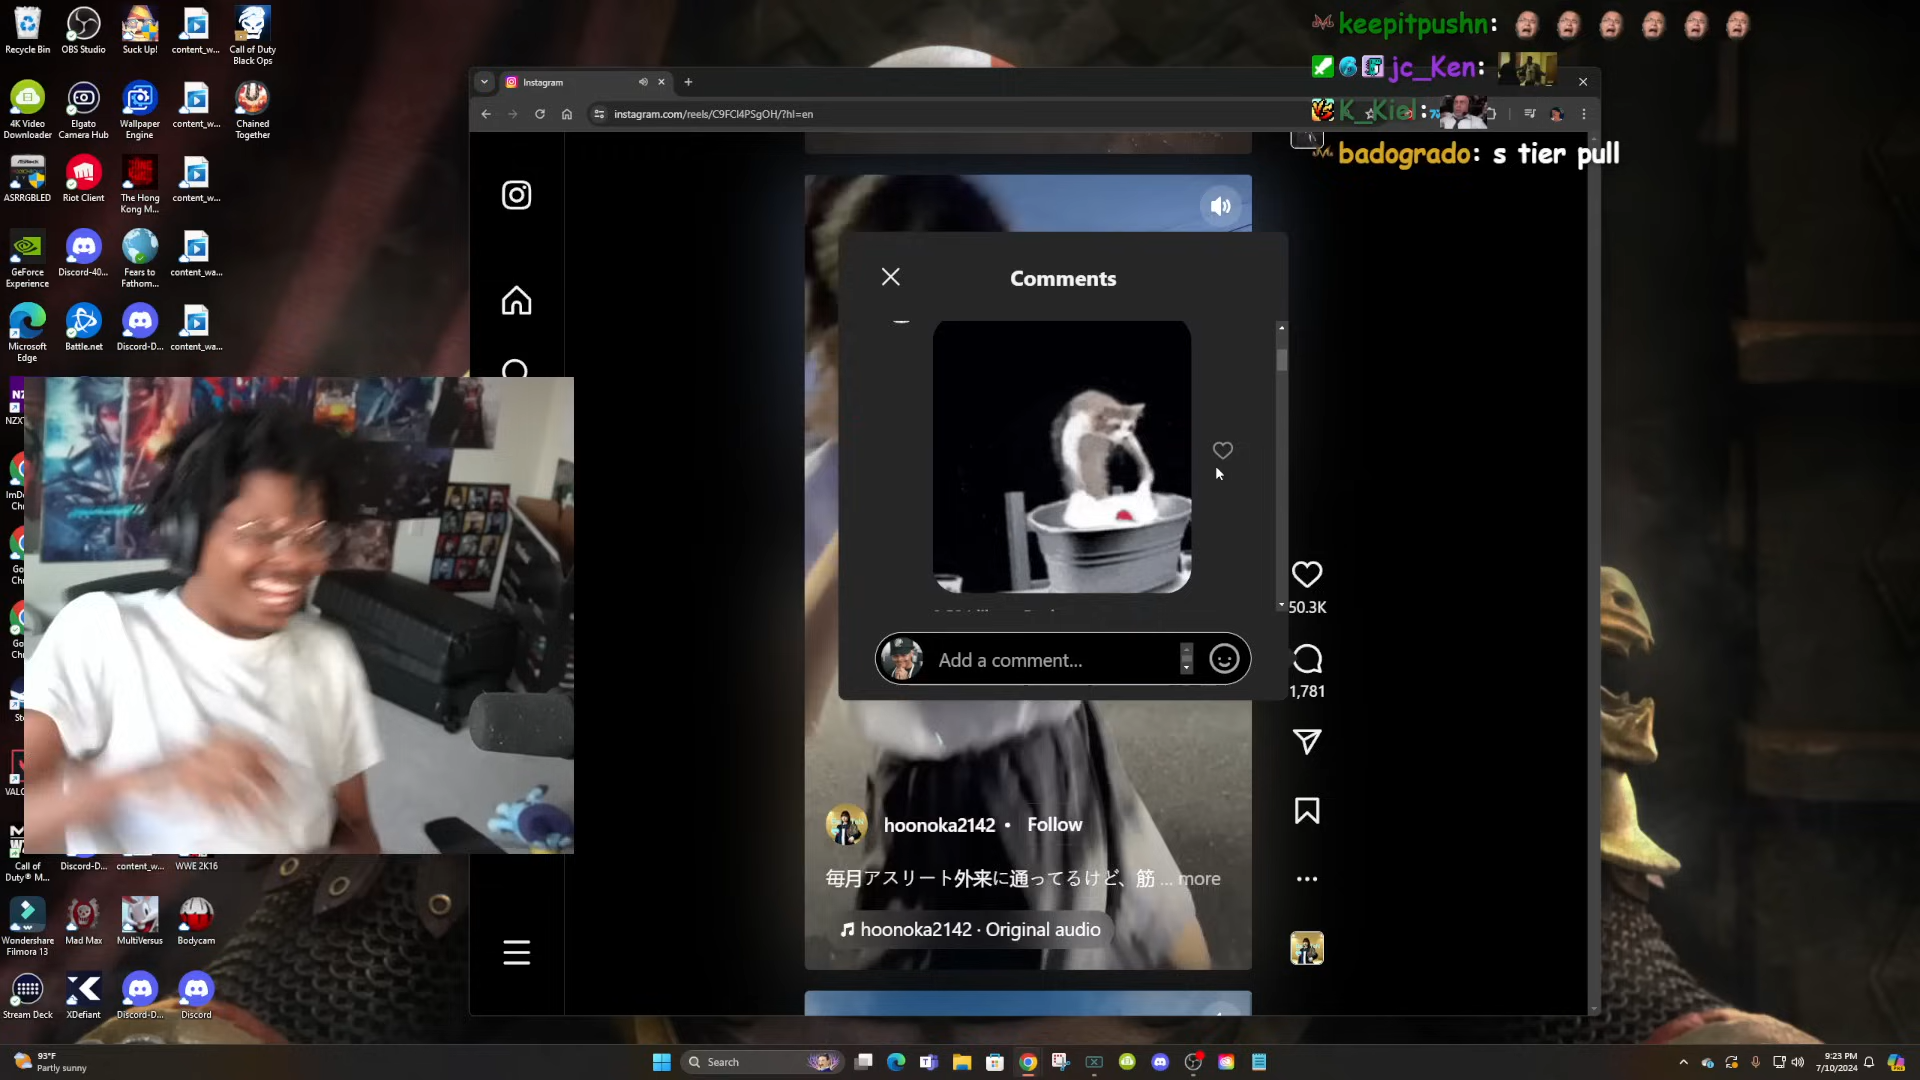 Recycle Bin
OBS Studio
Suck Up!
content_w...
Call of Duty
Black Ops
4K Video
Downloader
Elgato
Camera Hub
Wallpaper
Engine
content_w...
Chained
Together
ASRRGBLED
Riot Client
The Hong
Kong M...
content_w...
GeForce
Experience
Discord-40...
Fears to
Fathom...
content_wa...
Microsoft
Edge
Battle.net
Discord-D...
content_wa...
Call of
Duty® M...
Discord-D...
content_w...
WWE 2K16
Wondershare
Filmora 13
Mad Max
MultiVersus
Bodycam
Stream Deck
XDefiant
Discord-D...
Discord
Instagram
instagram.com/reels/C9FCl4PSgOH/?hl=en
keepitpushn:
jc_Ken:
K_Kiel:
badogrado: s tier pull
Comments
Add a comment...
50.3K
1,781
hoonoka2142 • Follow
毎月アスリート外来に通ってるけど、筋 ... more
hoonoka2142 · Original audio
93°F
Partly sunny
Search
9:23 PM
7/10/2024